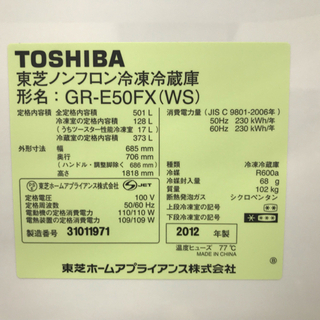 TOSHIBA
東芝ノンフロン冷凍冷蔵庫
形名：GR-E50FX(WS)
定格内容積 全定格内容積 501 L
冷凍室の定格内容積 128 L
(うちツースター性能冷凍室 17 L)
冷蔵室の定格内容積 373 L
外形寸法 幅 685 mm
奥行 706 mm
(ハンドル・調整脚除く 686 mm)
高さ 1818 mm
東芝ホームアプライアンス株式会社 S JET
定格電圧 100 V
定格周波数 50/60 Hz
電動機の定格消費電力 110/110 W
電熱装置の定格消費電力 109/109 W
製造番号 31011971
消費電力量 (JIS C 9801-2006年)
50Hz 230 kWh/年
60Hz 230 kWh/年
種類 冷凍冷蔵庫
冷媒 R600a
冷媒封入量 68 g
質量 102 kg
断熱発泡ガス シクロペンタン
上段冷凍室の記号
下段冷凍室の記号
2012 年製
温度ヒューズ 77℃
MADE IN CHINA
東芝ホームアプライアンス株式会社